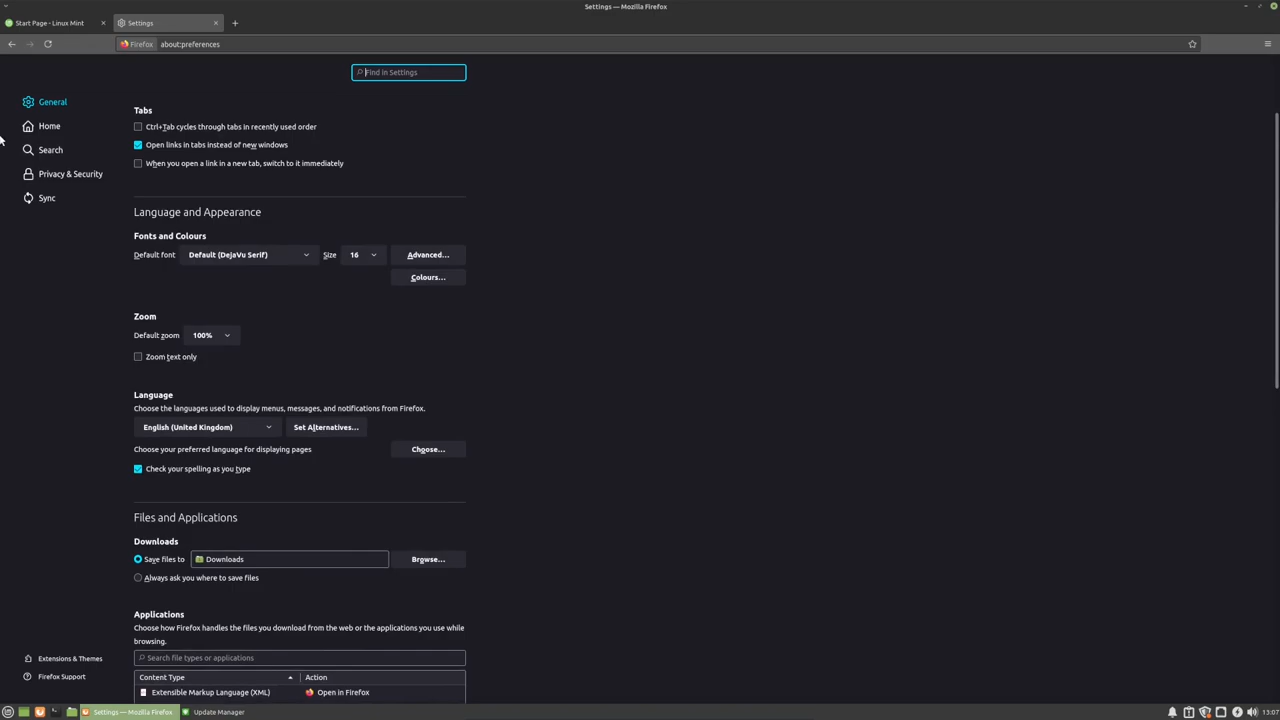 Settings — Mozilla Firefox
Start Page - Linux Mint
Settings
Firefox
about:preferences
Find in Settings
General
Home
Search
Privacy & Security
Sync
Tabs
Ctrl+Tab cycles through tabs in recently used order
Open links in tabs instead of new windows
When you open a link in a new tab, switch to it immediately
Language and Appearance
Fonts and Colours
Default font Default (DejaVu Serif) Size 16 Advanced...
Colours...
Zoom
Default zoom 100%
Zoom text only
Language
Choose the languages used to display menus, messages, and notifications from Firefox.
English (United Kingdom) Set Alternatives...
Choose your preferred language for displaying pages Choose...
Check your spelling as you type
Files and Applications
Downloads
Save files to Downloads Browse...
Always ask you where to save files
Applications
Choose how Firefox handles the files you download from the web or the applications you use while
browsing.
Search file types or applications
Content Type Action
Extensible Markup Language (XML) Open in Firefox
Extensions & Themes
Firefox Support
Settings — Mozilla Firefox
Update Manager
13:07